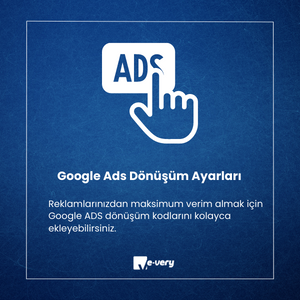 ADS
Google Ads Dönüşüm Ayarları
Reklamlarınızdan maksimum verim almak için
Google ADS dönüşüm kodlarını kolayca
ekleyebilirsiniz.
e-very